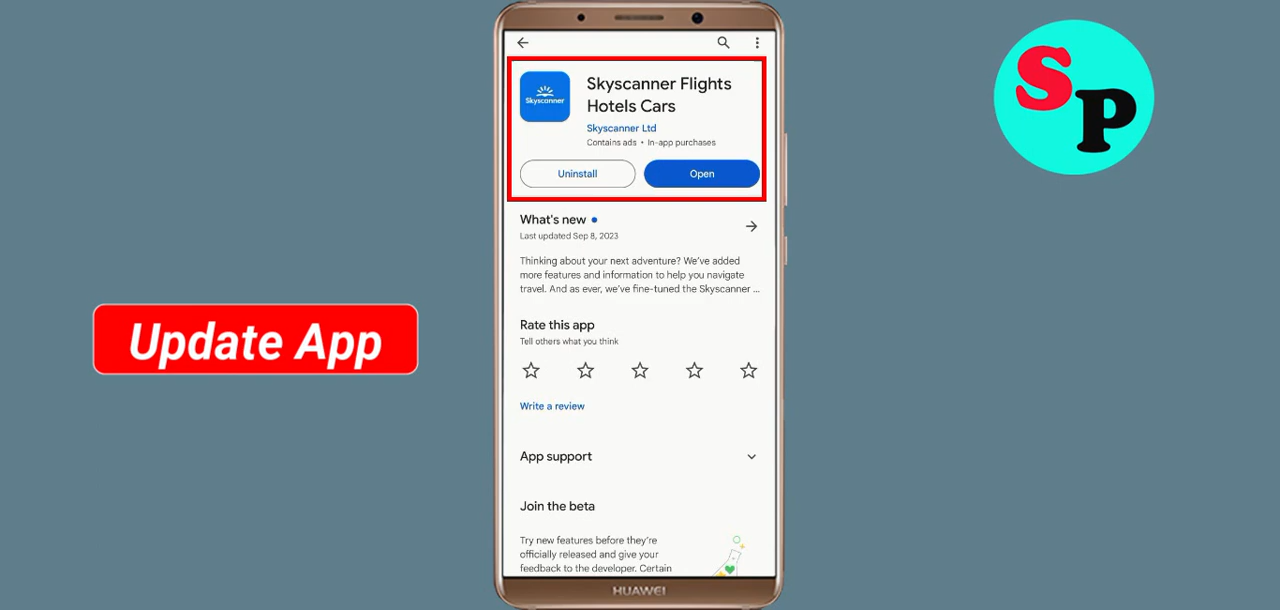 Skyscanner
Skyscanner Flights
Hotels Cars
Skyscanner Ltd
Contains ads • In-app purchases
Uninstall
Open
What's new
Last updated Sep 8, 2023
Thinking about your next adventure? We've added
more features and information to help you navigate
travel. And as ever, we've fine-tuned the Skyscanner ...
Rate this app
Tell others what you think
Write a review
App support
Join the beta
Try new features before they're
officially released and give your
feedback to the developer. Certain
HUAWEI
Update App
SP